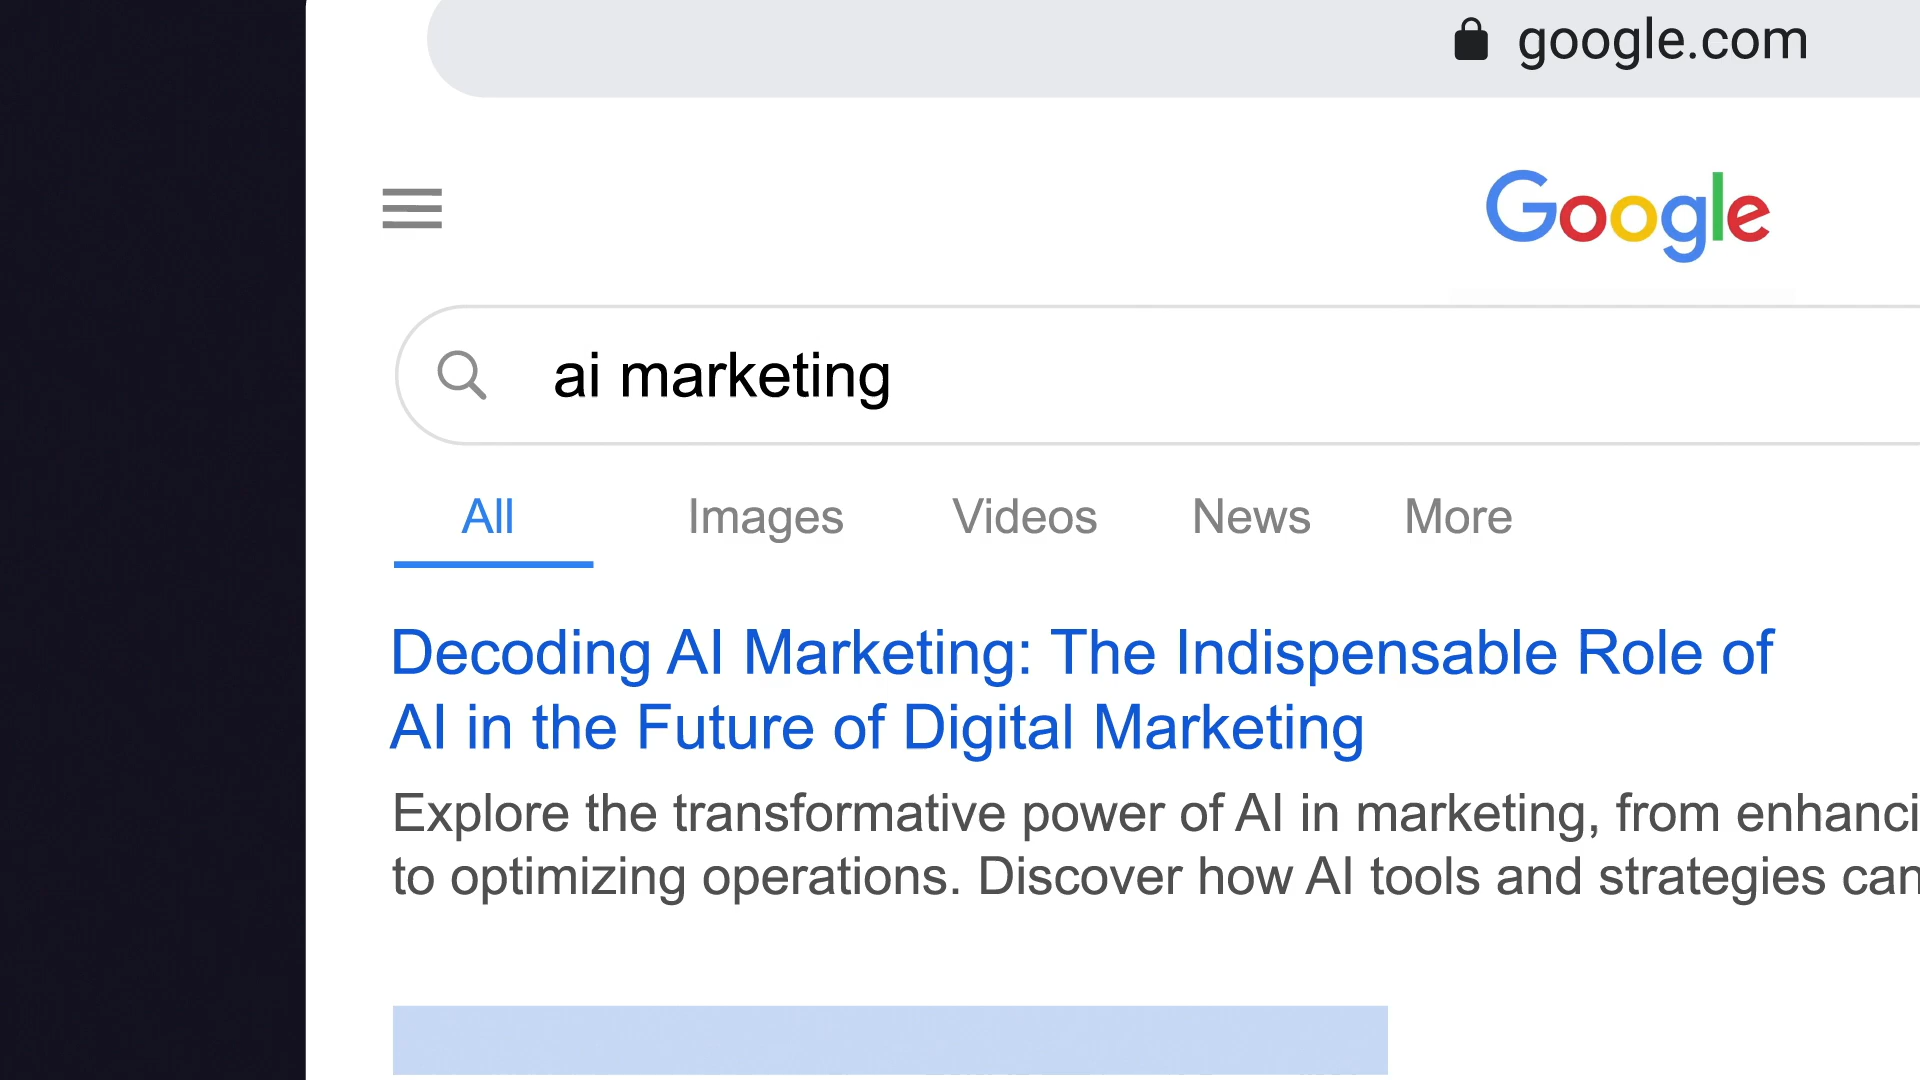 google.com
Google
ai marketing
All Images Videos News More
Decoding AI Marketing: The Indispensable Role of
AI in the Future of Digital Marketing
Explore the transformative power of AI in marketing, from enhanci
to optimizing operations. Discover how AI tools and strategies can